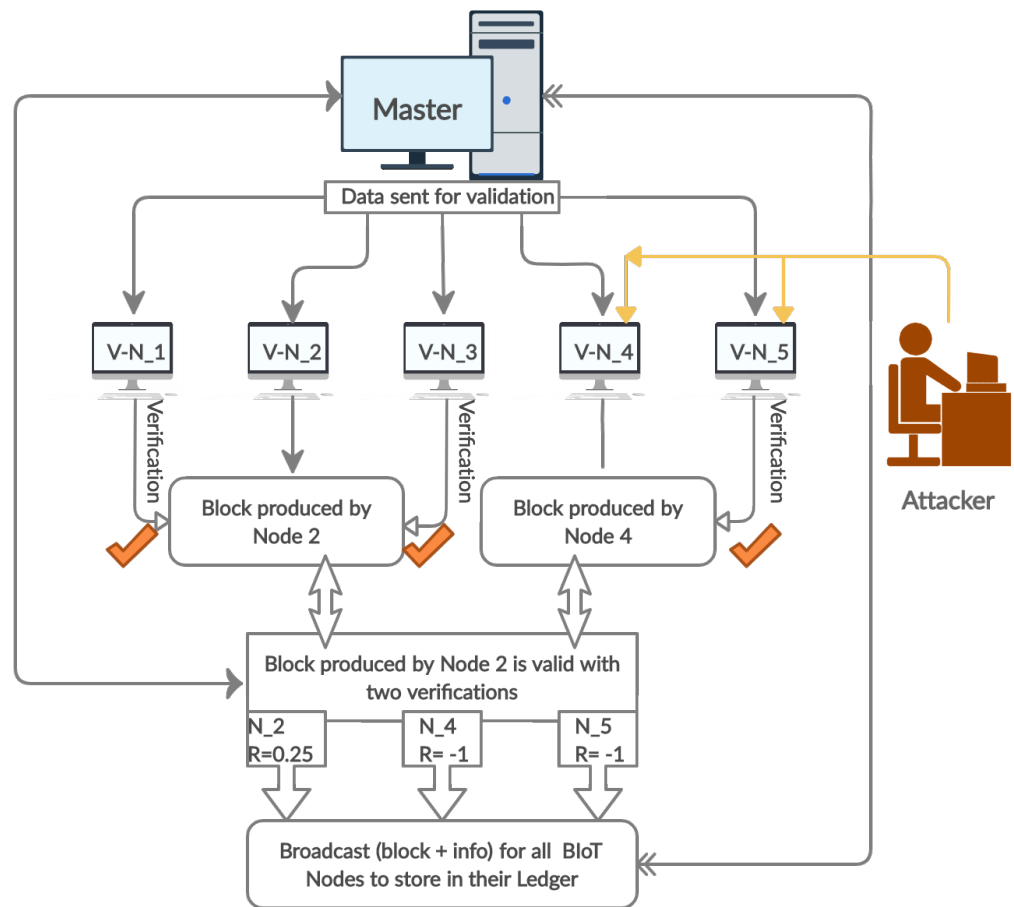 Master
Data sent for validation
V-N_1
V-N_2
V-N_3
V-N_4
V-N_5
Verification
Verification
Verification
Block produced by
Node 2
Block produced by
Node 4
Attacker
Block produced by Node 2 is valid with
two verifications
N_2
R=0.25
N_4
R= -1
N_5
R= -1
Broadcast (block + info) for all BIoT
Nodes to store in their Ledger